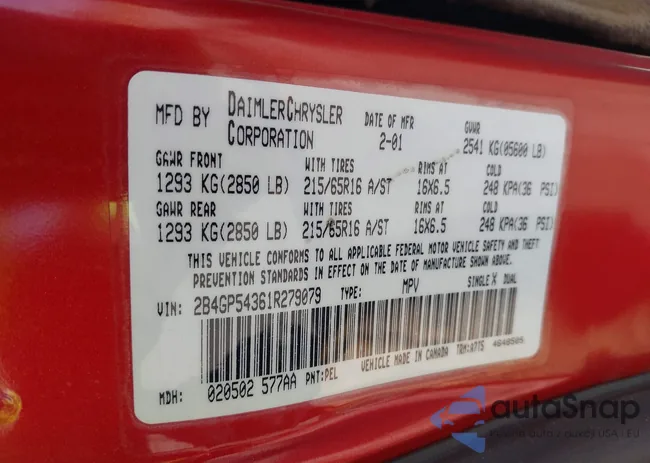 MFD BY DAIMLERCHRYSLER CORPORATION DATE OF MFR 2-01 GVWR 2541 KG(05600 LB)
GAWR FRONT WITH TIRES RIMS AT COLD
1293 KG(2850 LB) 215/65R16 A/ST 16X6.5 248 KPA(36 PSI)
GAWR REAR WITH TIRES RIMS AT COLD
1293 KG(2850 LB) 215/65R16 A/ST 16X6.5 248 KPA(36 PSI)
THIS VEHICLE CONFORMS TO ALL APPLICABLE FEDERAL MOTOR VEHICLE SAFETY AND THEFT
PREVENTION STANDARDS IN EFFECT ON THE DATE OF MANUFACTURE SHOWN ABOVE.
VIN: 2B4GP54361R279079 TYPE: MPV SINGLE X DUAL
VEHICLE MADE IN CANADA TRM:A7T5 4648505
MDH: 020502 577AA PNT:PEL
autoSnap